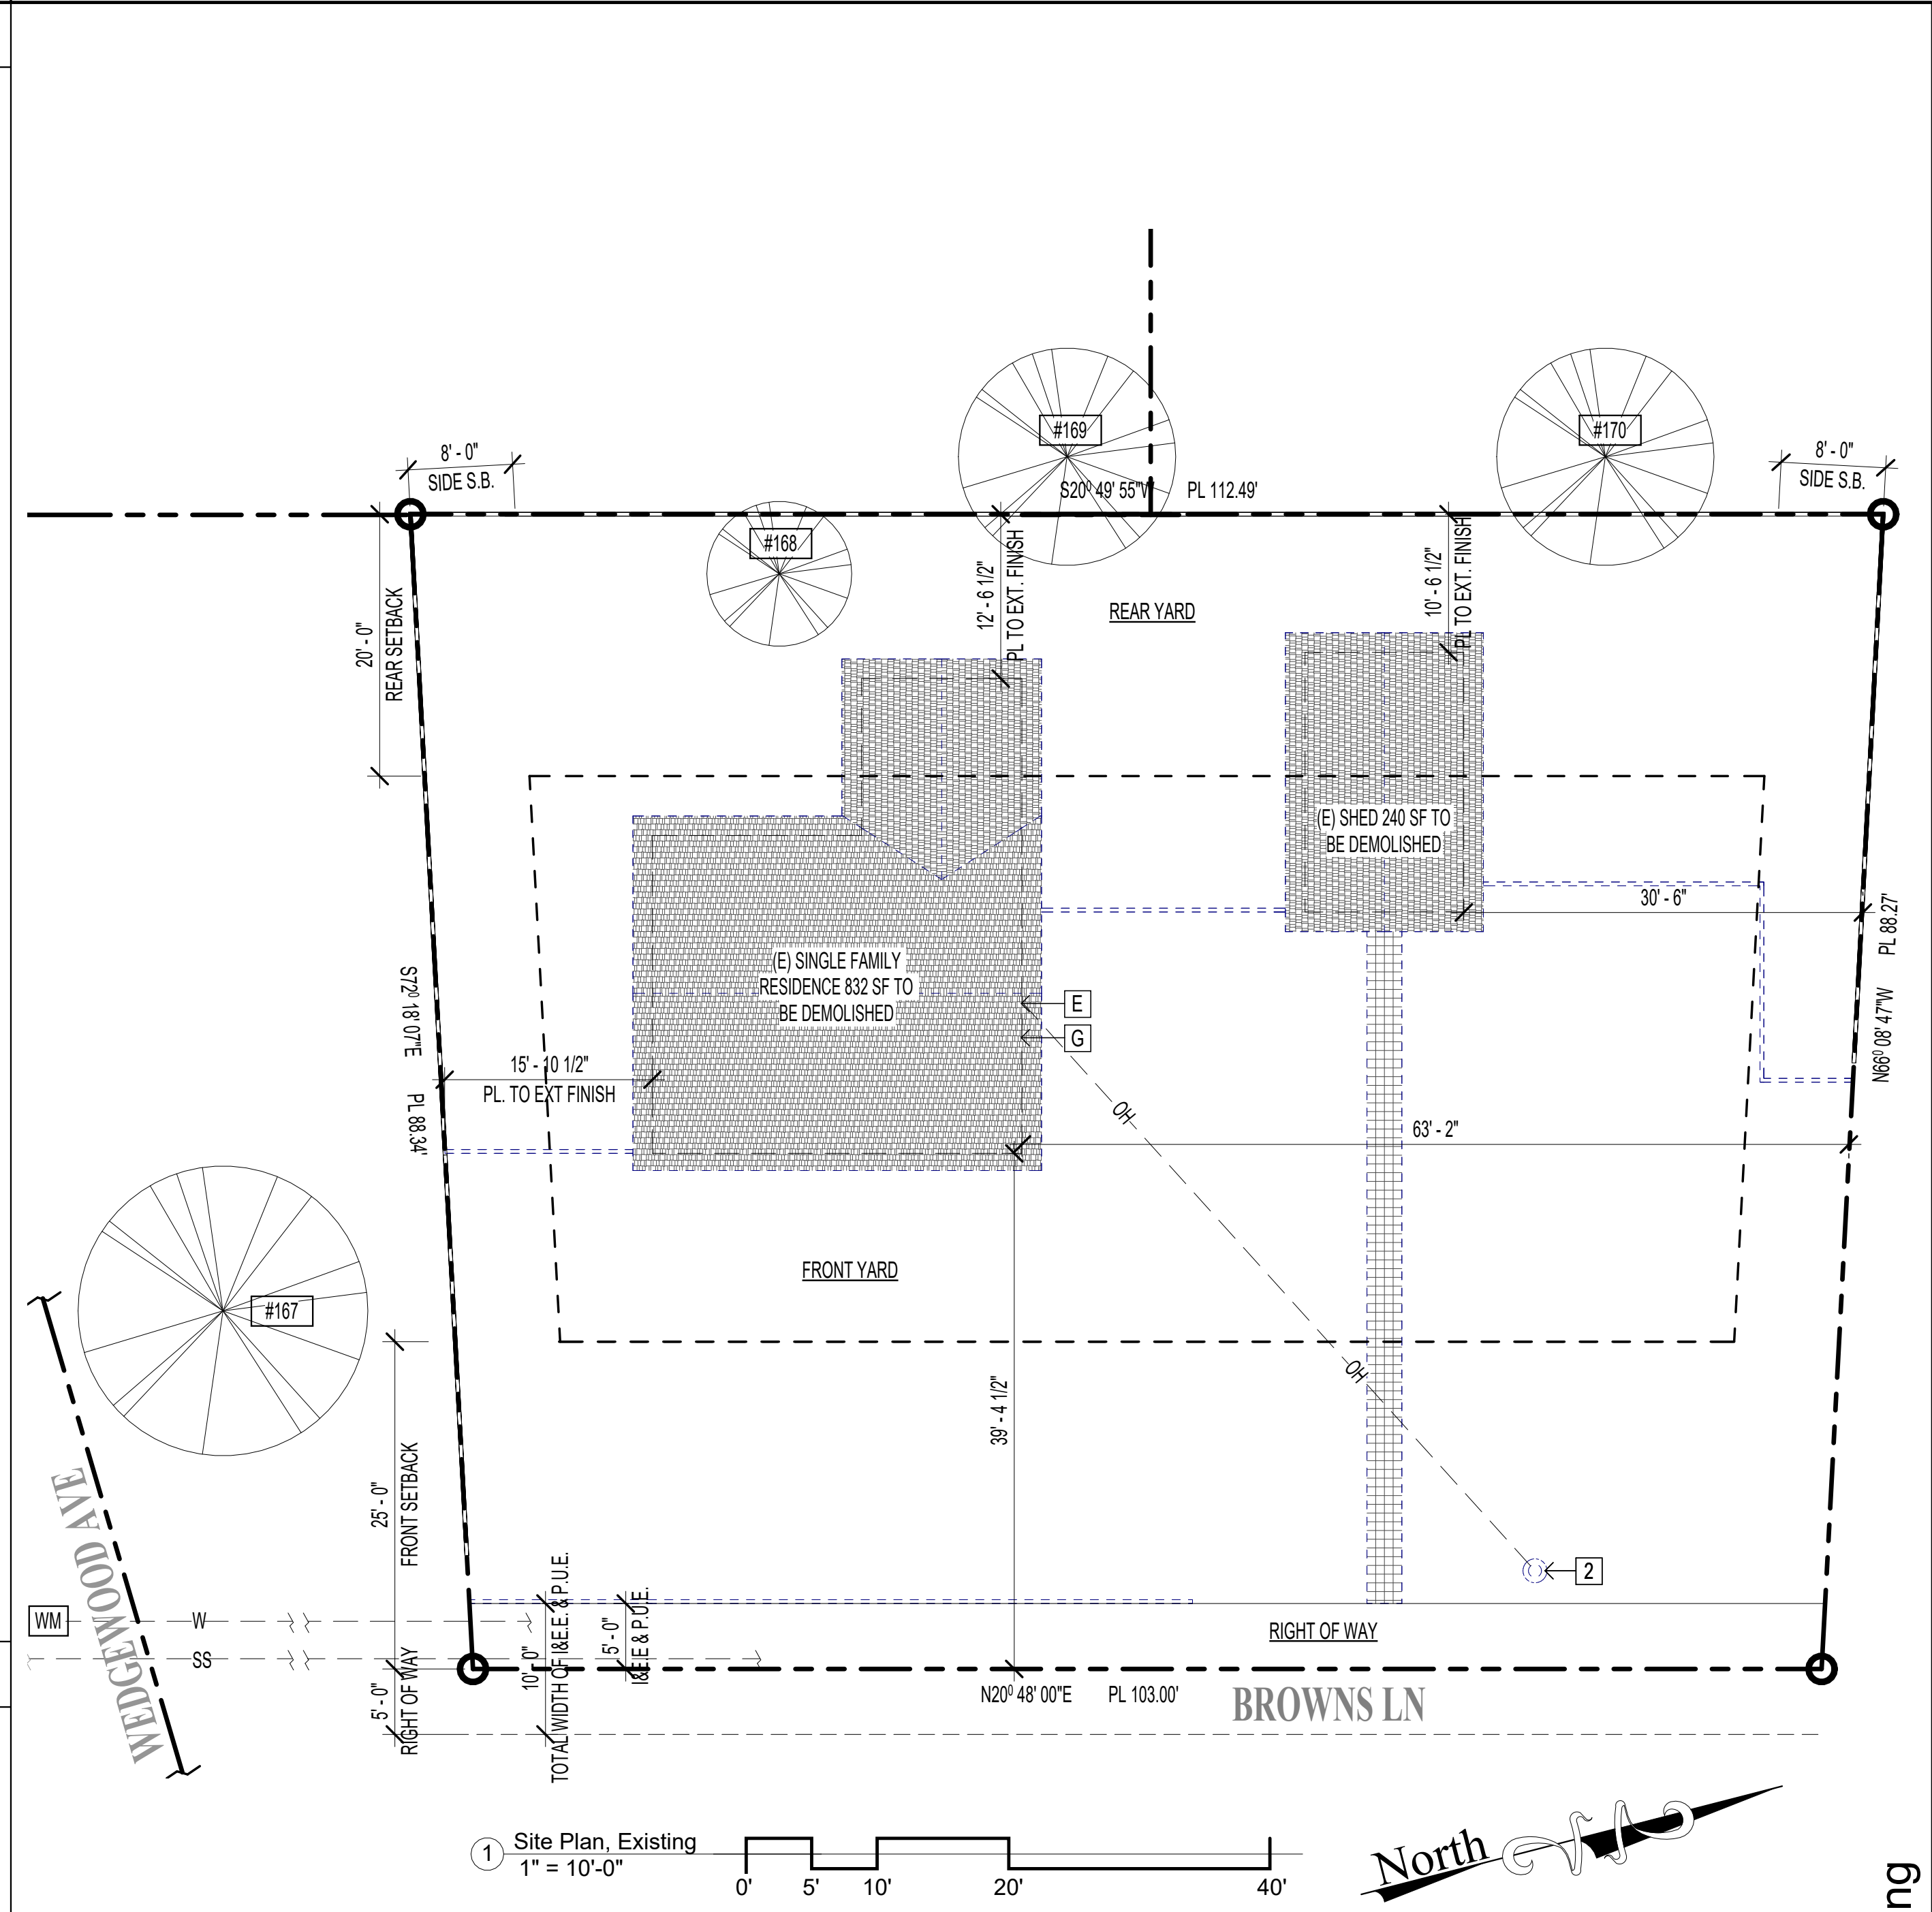 8' - 0"
SIDE S.B.
#169
#170
8' - 0"
SIDE S.B.
S20⁰ 49' 55"W PL 112.49'
#168
12' - 6 1/2"
PL TO EXT. FINISH
10' - 6 1/2"
PL TO EXT. FINISH
REAR YARD
20' - 0"
REAR SETBACK
(E) SHED 240 SF TO
BE DEMOLISHED
30' - 6"
N66⁰ 08' 47"W PL 88.27'
(E) SINGLE FAMILY
RESIDENCE 832 SF TO
BE DEMOLISHED
E
G
S72⁰ 18' 07"E PL 88.34'
15' - 10 1/2"
PL. TO EXT FINISH
OH
63' - 2"
FRONT YARD
#167
OH
39' - 4 1/2"
25' - 0"
FRONT SETBACK
WEDGEWOOD AVE
2
WM
W
SS
5' - 0"
RIGHT OF WAY
10' - 0"
TOTAL WIDTH OF I&E.E. & P.U.E.
5' - 0"
I&E.E & P.U.E.
RIGHT OF WAY
N20⁰ 48' 00"E PL 103.00'
BROWNS LN
1
Site Plan, Existing
1" = 10'-0"
0' 5' 10' 20' 40'
North
ng